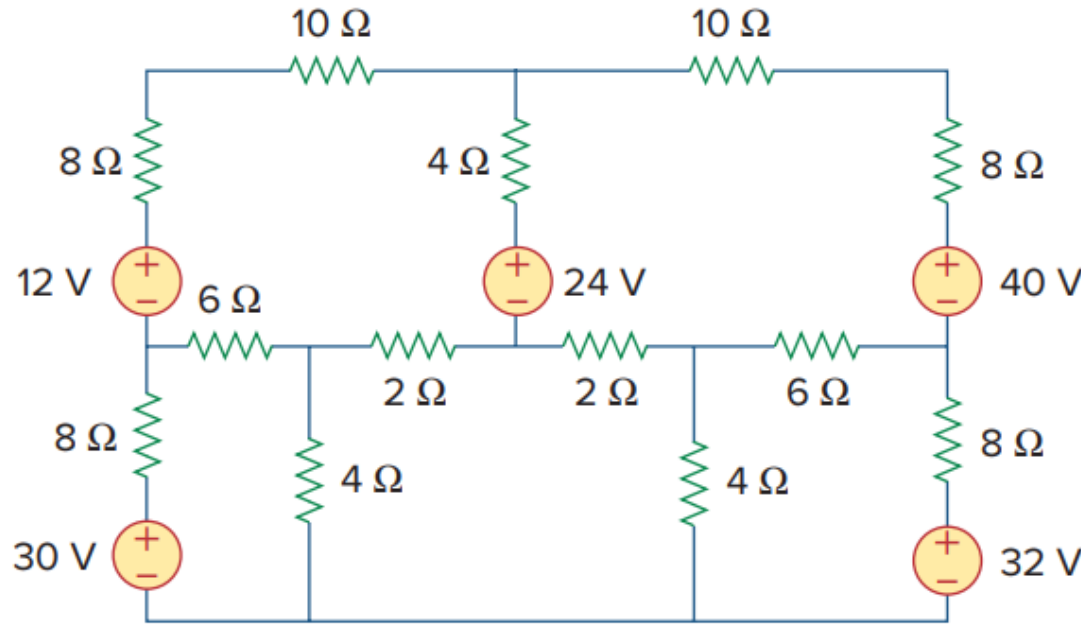 10 Ω 10 Ω
8 Ω 4 Ω 8 Ω
12 V + − 24 V + − 40 V + −
6 Ω
2 Ω 2 Ω 6 Ω
8 Ω 8 Ω
4 Ω 4 Ω
30 V + − 32 V + −